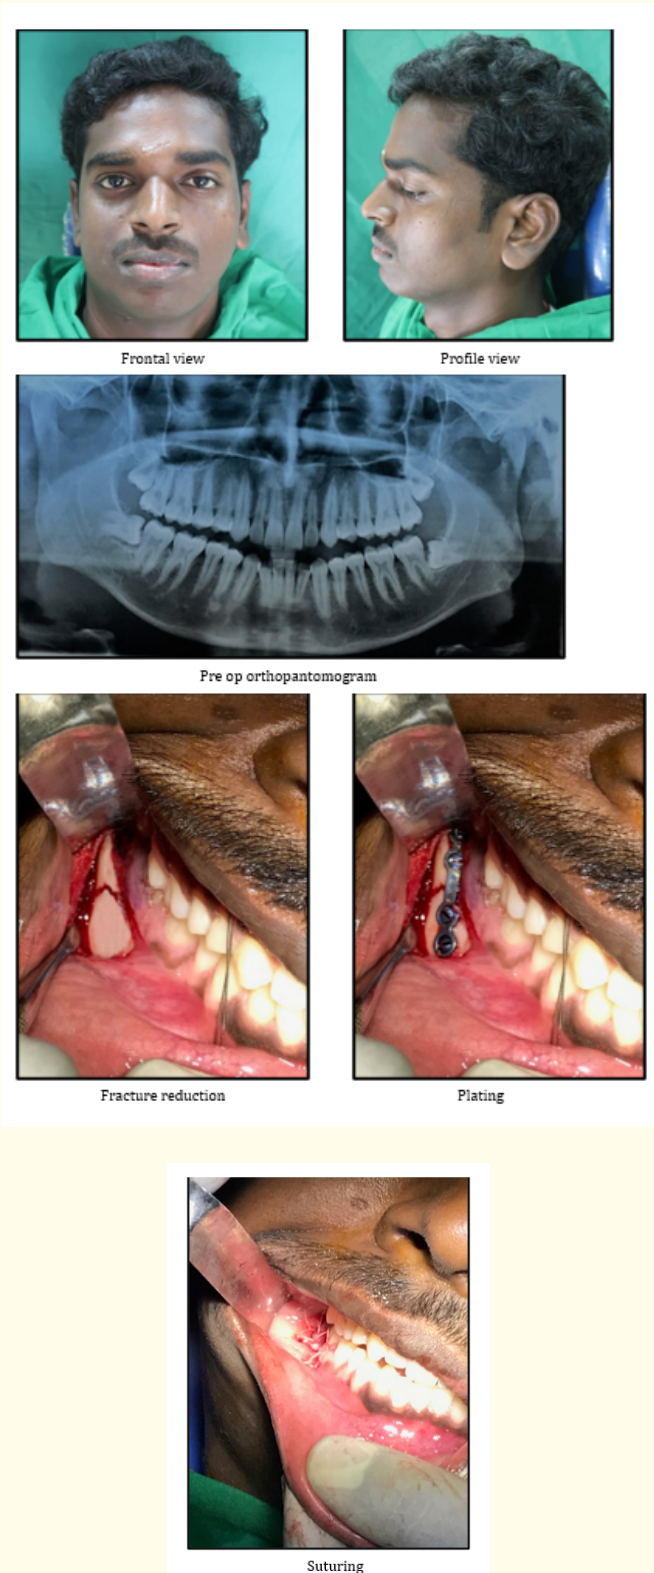 Frontal view
Profile view
Pre op orthopantomogram
Fracture reduction
Plating
Suturing